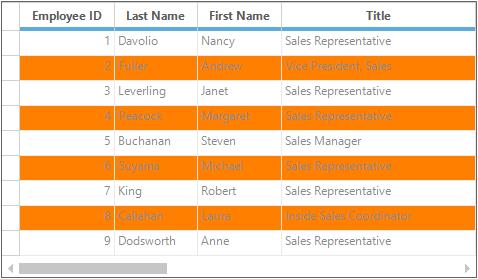 Employee ID Last Name First Name Title
1 Davolio Nancy Sales Representative
2 Fuller Andrew Vice President, Sales
3 Leverling Janet Sales Representative
4 Peacock Margaret Sales Representative
5 Buchanan Steven Sales Manager
6 Suyama Michael Sales Representative
7 King Robert Sales Representative
8 Callahan Laura Inside Sales Coordinator
9 Dodsworth Anne Sales Representative